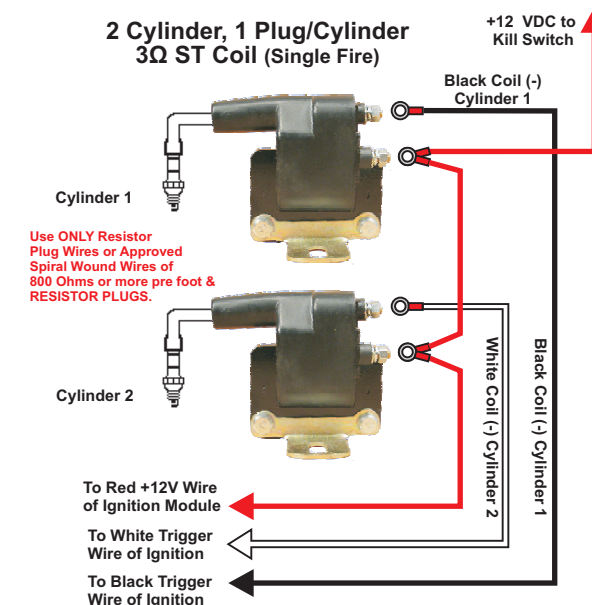 2 Cylinder, 1 Plug/Cylinder
3Ω ST Coil (Single Fire)
+12 VDC to
Kill Switch
Black Coil (-)
Cylinder 1
Cylinder 1
Use ONLY Resistor
Plug Wires or Approved
Spiral Wound Wires of
800 Ohms or more pre foot &
RESISTOR PLUGS.
Cylinder 2
White Coil (-) Cylinder 2
Black Coil (-) Cylinder 1
To Red +12V Wire
of Ignition Module
To White Trigger
Wire of Ignition
To Black Trigger
Wire of Ignition